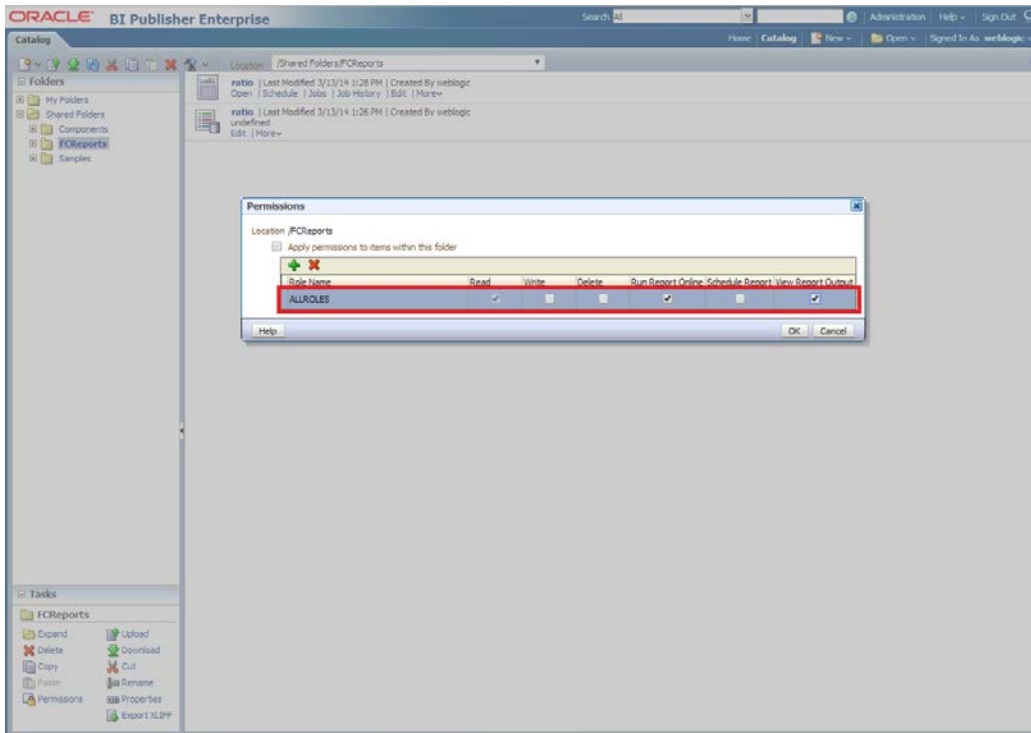 ORACLE BI Publisher Enterprise
Search All
Administration Help Sign Out
Catalog
Home Catalog New Open Signed In As weblogic
Location /Shared Folders/FCReports
Folders
My Folders
Shared Folders
Components
FCReports
Samples
ratio | Last Modified 3/13/14 1:28 PM | Created By weblogic
Open | Schedule | Jobs | Job History | Edit | More
ratio | Last Modified 3/13/14 1:26 PM | Created By weblogic
undefined
Edit | More
Permissions
Location /FCReports
Apply permissions to items within this folder
Role Name Read Write Delete Run Report Online Schedule Report View Report Output
ALLROLES
Help OK Cancel
Tasks
FCReports
Expand Upload
Delete Download
Copy Cut
Paste Rename
Permissions Properties
Export XLIFF